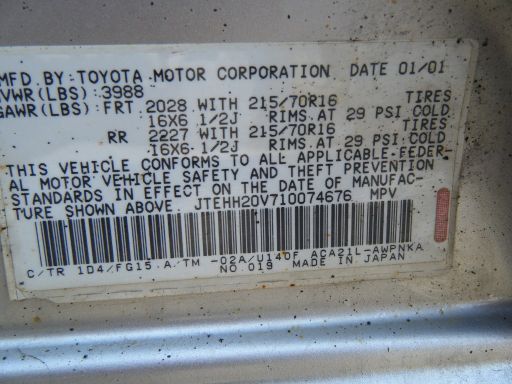 MFD. BY: TOYOTA MOTOR CORPORATION DATE 01/01
VWR(LBS): 3988
GAWR(LBS): FRT 2028 WITH 215/70R16 TIRES
16X6 1/2J RIMS.AT 29 PSI COLD
RR 2227 WITH 215/70R16 TIRES
16X6 1/2J RIMS.AT 29 PSI COLD
THIS VEHICLE CONFORMS TO ALL APPLICABLE FEDER-
AL MOTOR VEHICLE SAFETY AND THEFT PREVENTION
STANDARDS IN EFFECT ON THE DATE OF MANUFAC-
TURE SHOWN ABOVE. JTEHH20V710074676 MPV
C/TR 1D4/FG15.A/TM -02A/U140F ACA21L-AWPNKA
NO.019 MADE IN JAPAN